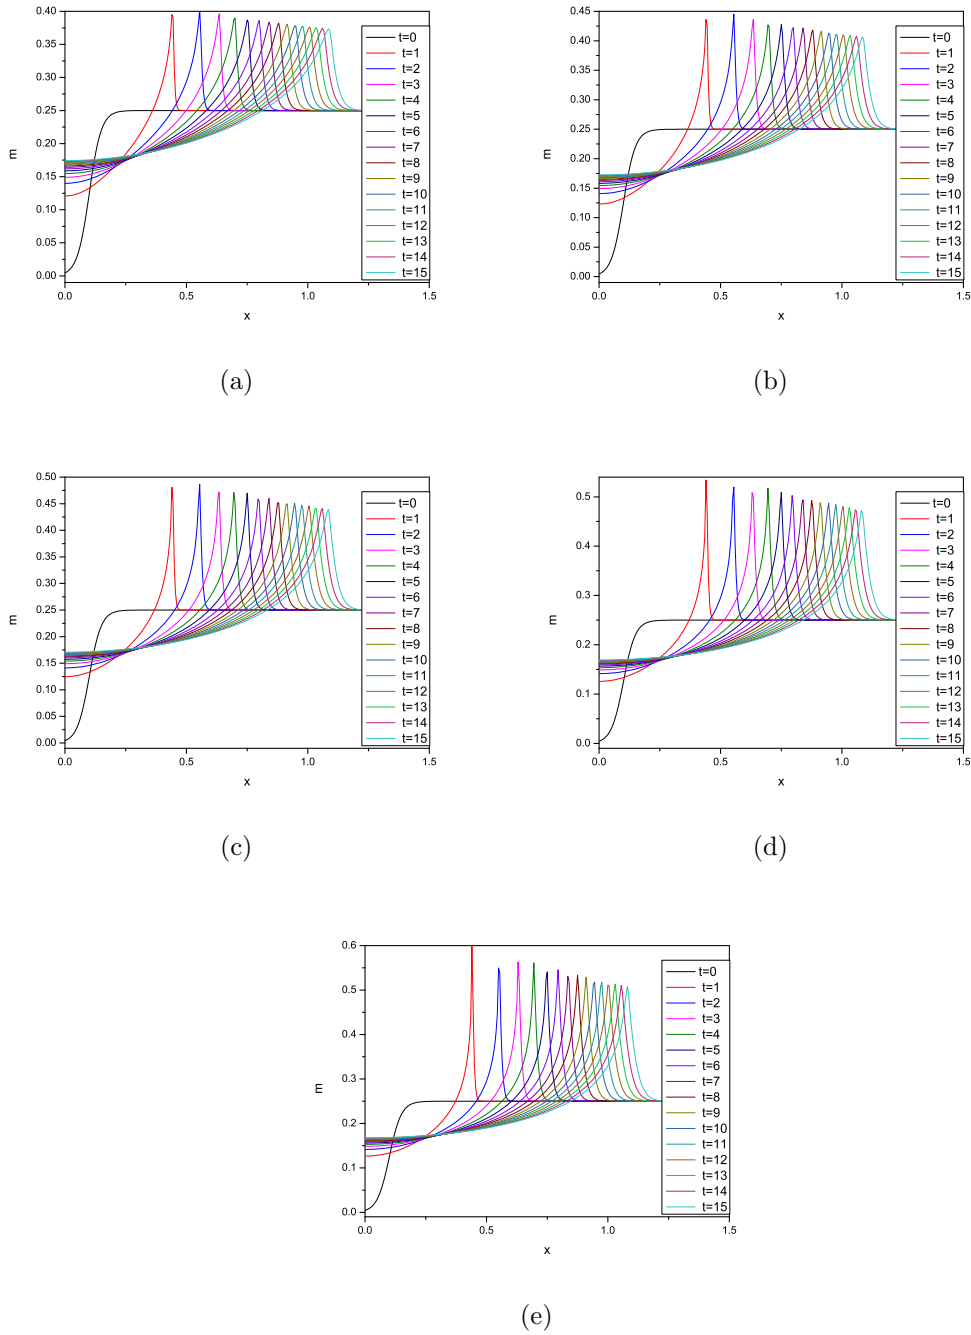 0.40
0.35
0.30
0.25
0.20
0.15
0.10
0.05
0.00
m
0.0
0.5
1.0
1.5
x
t=0
t=1
t=2
t=3
t=4
t=5
t=6
t=7
t=8
t=9
t=10
t=11
t=12
t=13
t=14
t=15
(a)
0.45
0.40
0.35
0.30
0.25
0.20
0.15
0.10
0.05
0.00
m
0.0
0.5
1.0
1.5
x
t=0
t=1
t=2
t=3
t=4
t=5
t=6
t=7
t=8
t=9
t=10
t=11
t=12
t=13
t=14
t=15
(b)
0.50
0.45
0.40
0.35
0.30
0.25
0.20
0.15
0.10
0.05
0.00
m
0.0
0.5
1.0
1.5
x
t=0
t=1
t=2
t=3
t=4
t=5
t=6
t=7
t=8
t=9
t=10
t=11
t=12
t=13
t=14
t=15
(c)
0.5
0.4
0.3
0.2
0.1
0.0
m
0.0
0.5
1.0
1.5
x
t=0
t=1
t=2
t=3
t=4
t=5
t=6
t=7
t=8
t=9
t=10
t=11
t=12
t=13
t=14
t=15
(d)
0.6
0.5
0.4
0.3
0.2
0.1
0.0
m
0.0
0.5
1.0
1.5
x
t=0
t=1
t=2
t=3
t=4
t=5
t=6
t=7
t=8
t=9
t=10
t=11
t=12
t=13
t=14
t=15
(e)